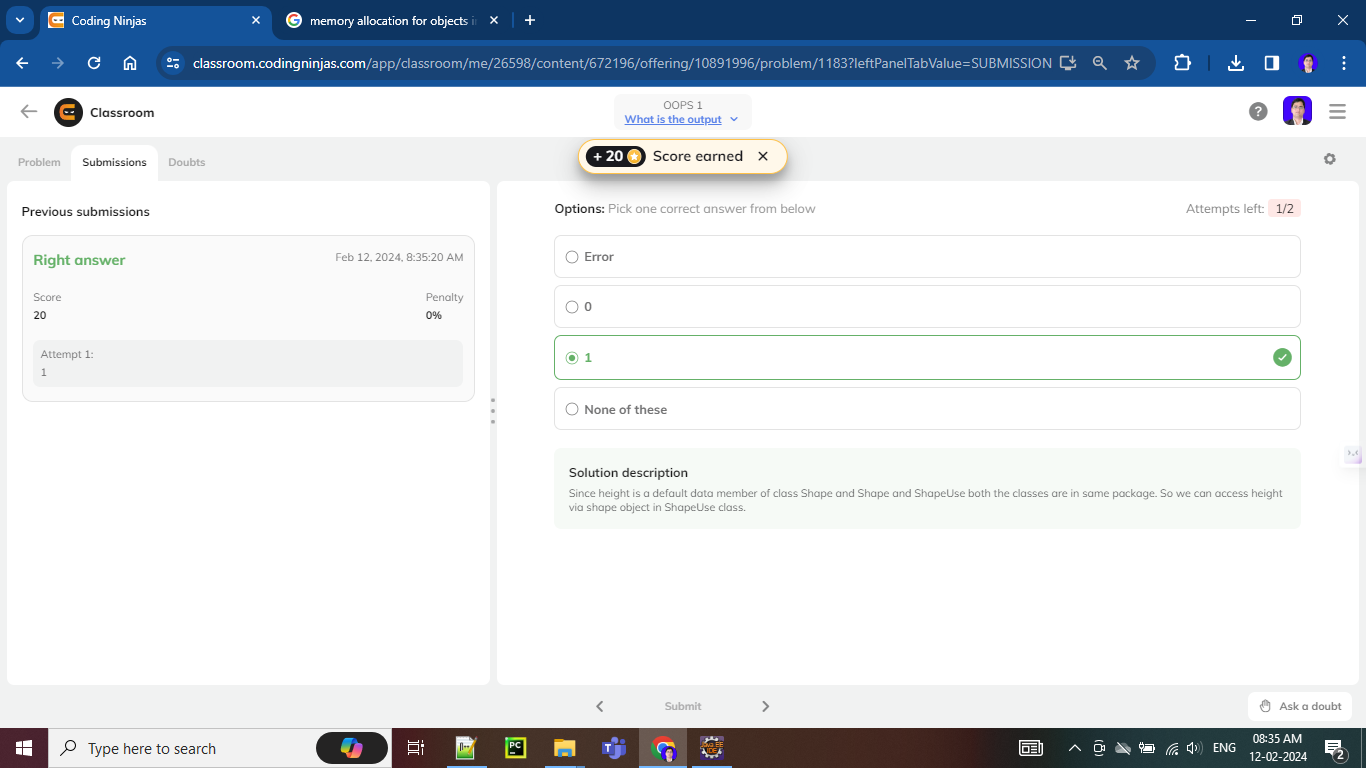 Coding Ninjas
memory allocation for objects i
classroom.codingninjas.com/app/classroom/me/26598/content/672196/offering/10891996/problem/1183?leftPanelTabValue=SUBMISSION
Classroom
OOPS 1
What is the output
+ 20 Score earned
Problem
Submissions
Doubts
Previous submissions
Right answer
Feb 12, 2024, 8:35:20 AM
Score
Penalty
20
0%
Attempt 1:
1
Options: Pick one correct answer from below
Attempts left: 1/2
Error
0
1
None of these
Solution description
Since height is a default data member of class Shape and Shape and ShapeUse both the classes are in same package. So we can access height
via shape object in ShapeUse class.
Submit
Ask a doubt
Type here to search
PC
ENG
08:35 AM
12-02-2024
2